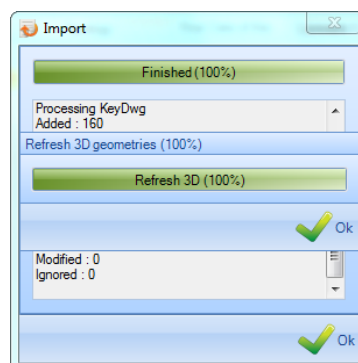 Import
Finished (100%)
Processing KeyDwg
Added : 160
Refresh 3D geometries (100%)
Refresh 3D (100%)
Ok
Modified : 0
Ignored : 0
Ok